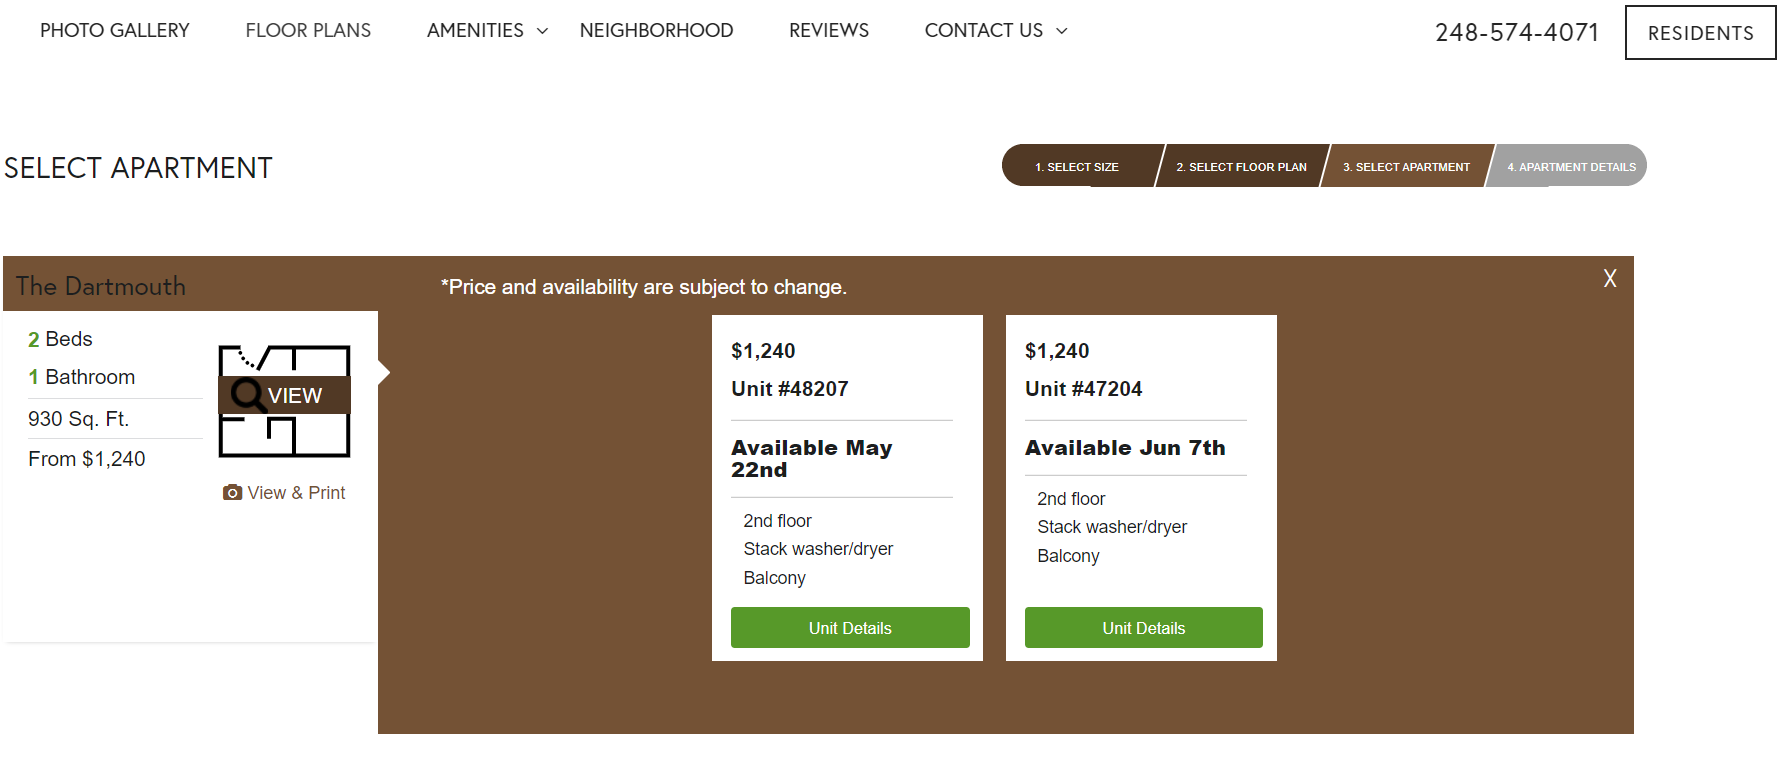 PHOTO GALLERY FLOOR PLANS AMENITIES NEIGHBORHOOD REVIEWS CONTACT US 248-574-4071 RESIDENTS
SELECT APARTMENT
1. SELECT SIZE 2. SELECT FLOOR PLAN 3. SELECT APARTMENT 4. APARTMENT DETAILS
The Dartmouth
*Price and availability are subject to change.
X
2 Beds
1 Bathroom
930 Sq. Ft.
From $1,240
VIEW
View & Print
$1,240
Unit #48207
Available May
22nd
2nd floor
Stack washer/dryer
Balcony
Unit Details
$1,240
Unit #47204
Available Jun 7th
2nd floor
Stack washer/dryer
Balcony
Unit Details